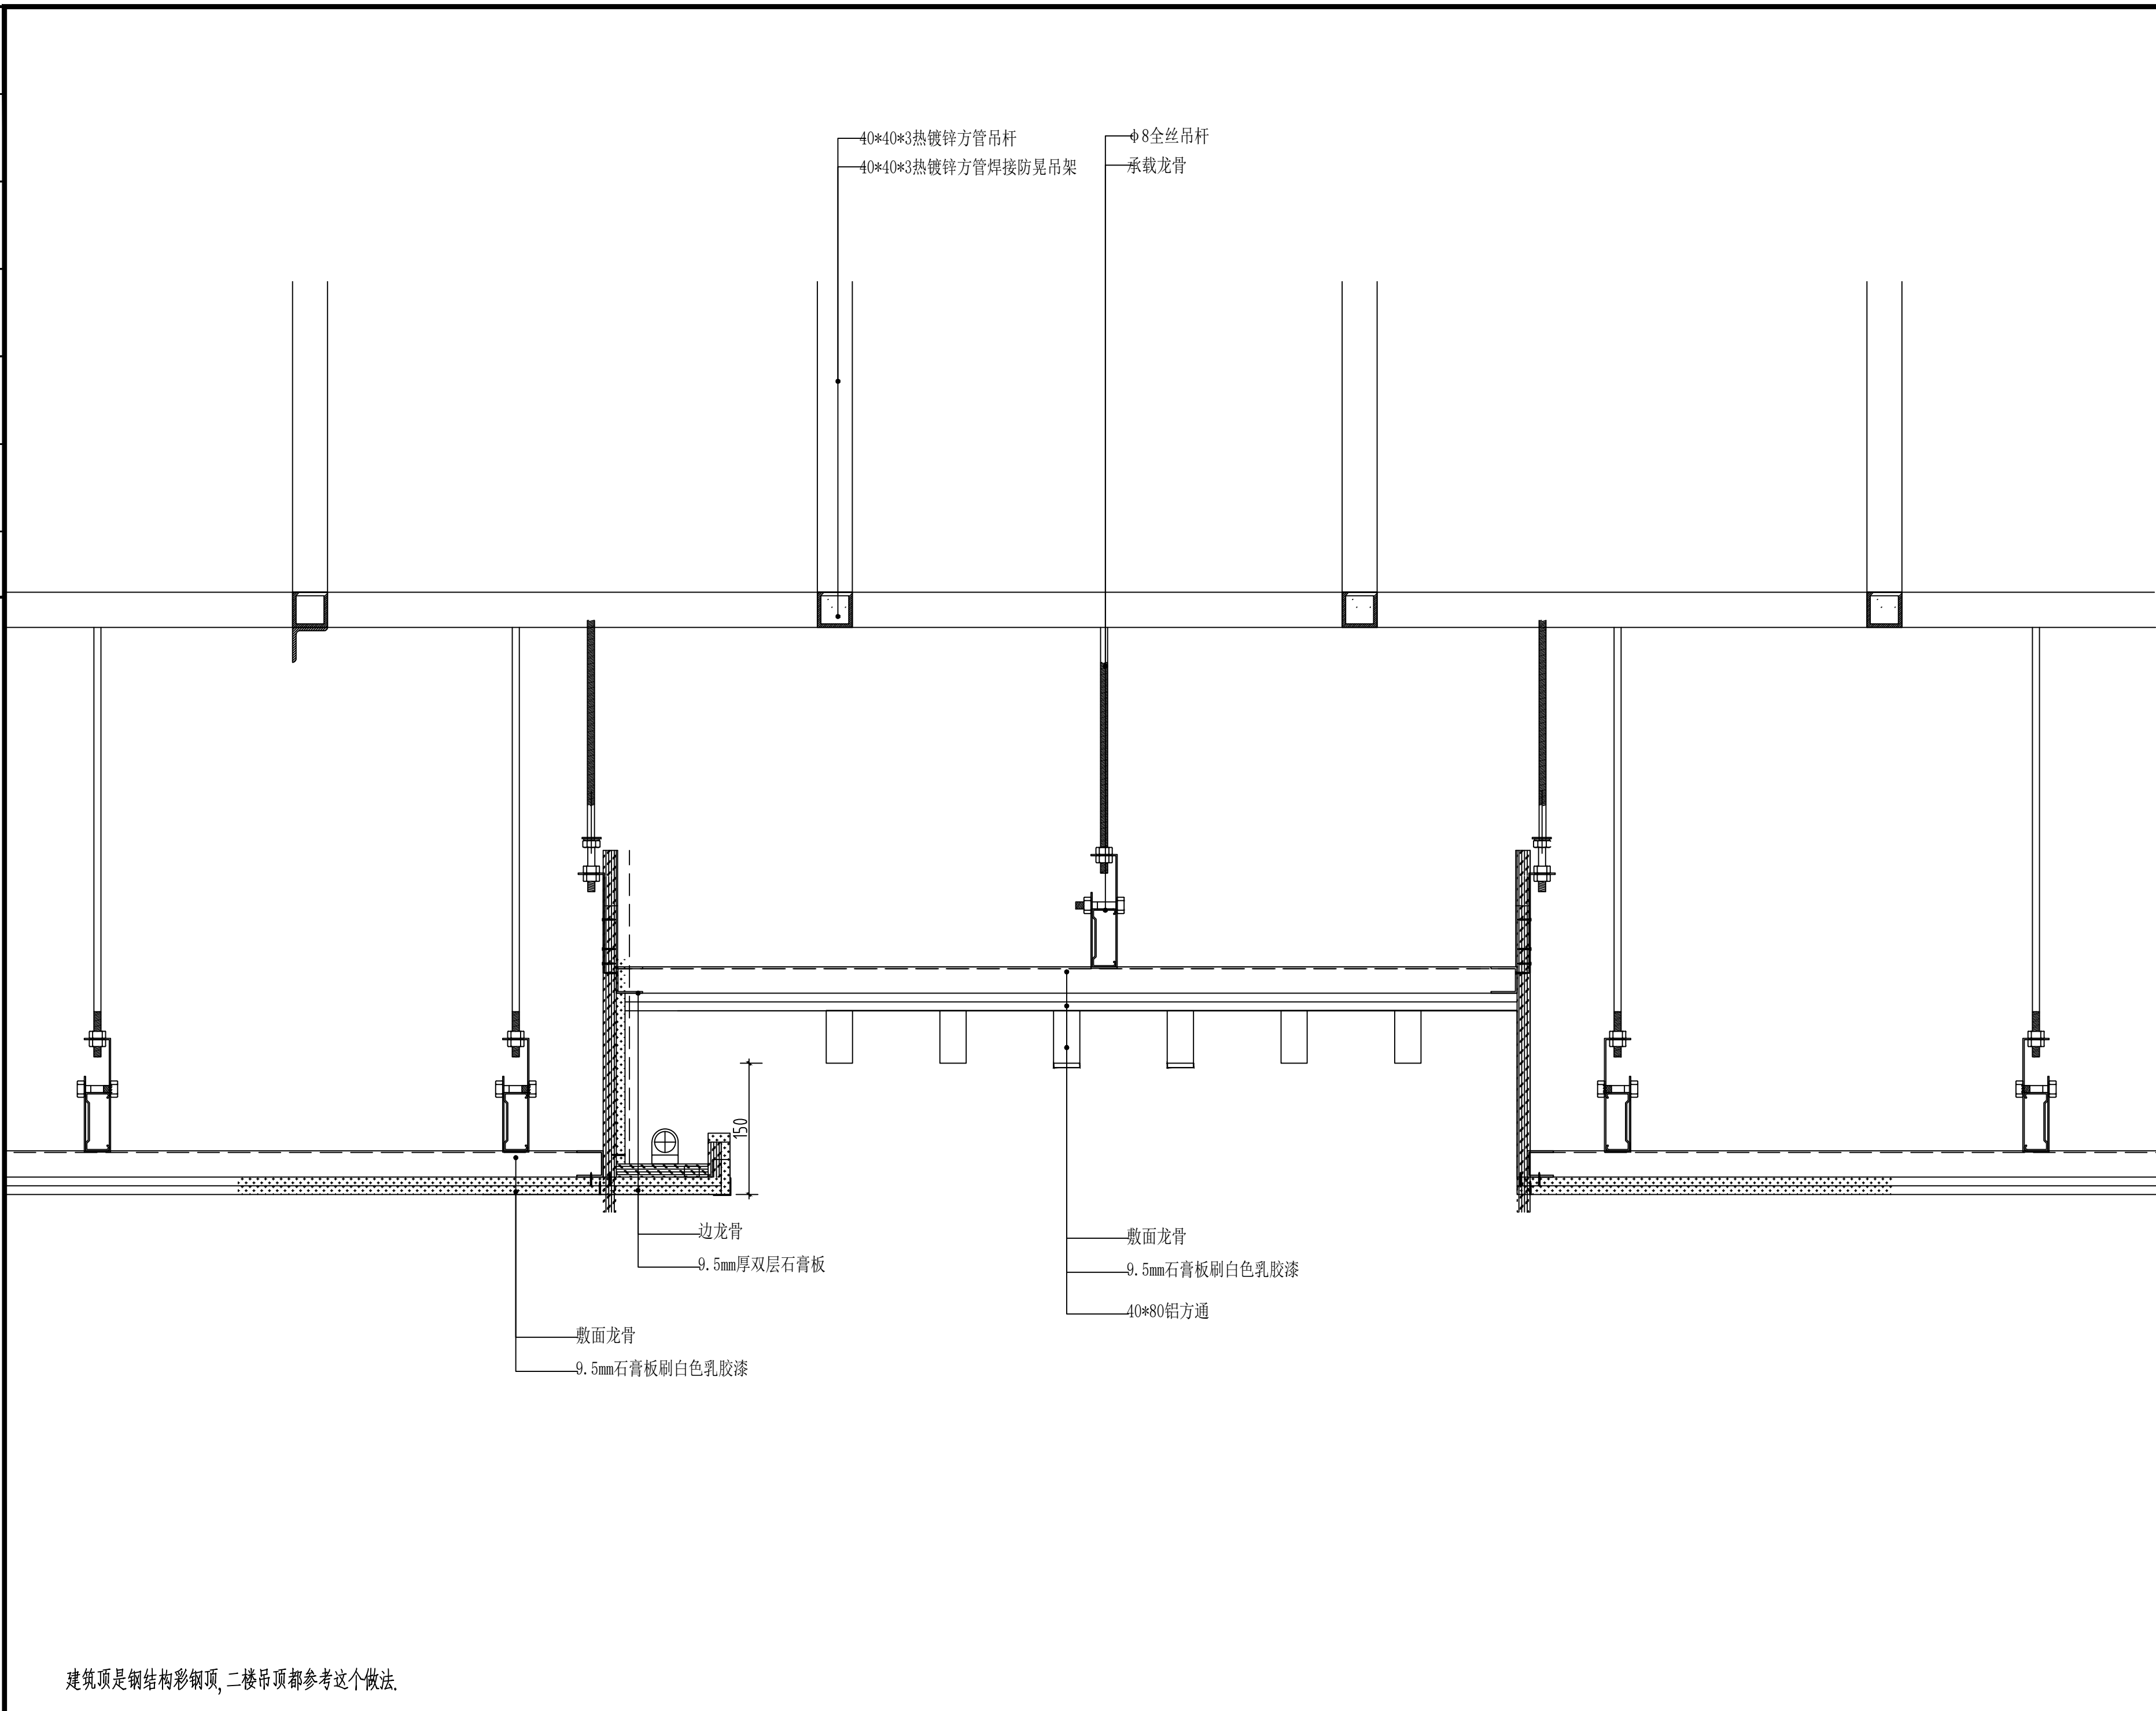 40*40*3热镀锌方管吊杆
40*40*3热镀锌方管焊接防晃吊架
ф8全丝吊杆
承载龙骨
150
边龙骨
9.5mm厚双层石膏板
敷面龙骨
9.5mm石膏板刷白色乳胶漆
40*80铝方通
敷面龙骨
9.5mm石膏板刷白色乳胶漆
建筑顶是钢结构彩钢顶,二楼吊顶都参考这个做法.